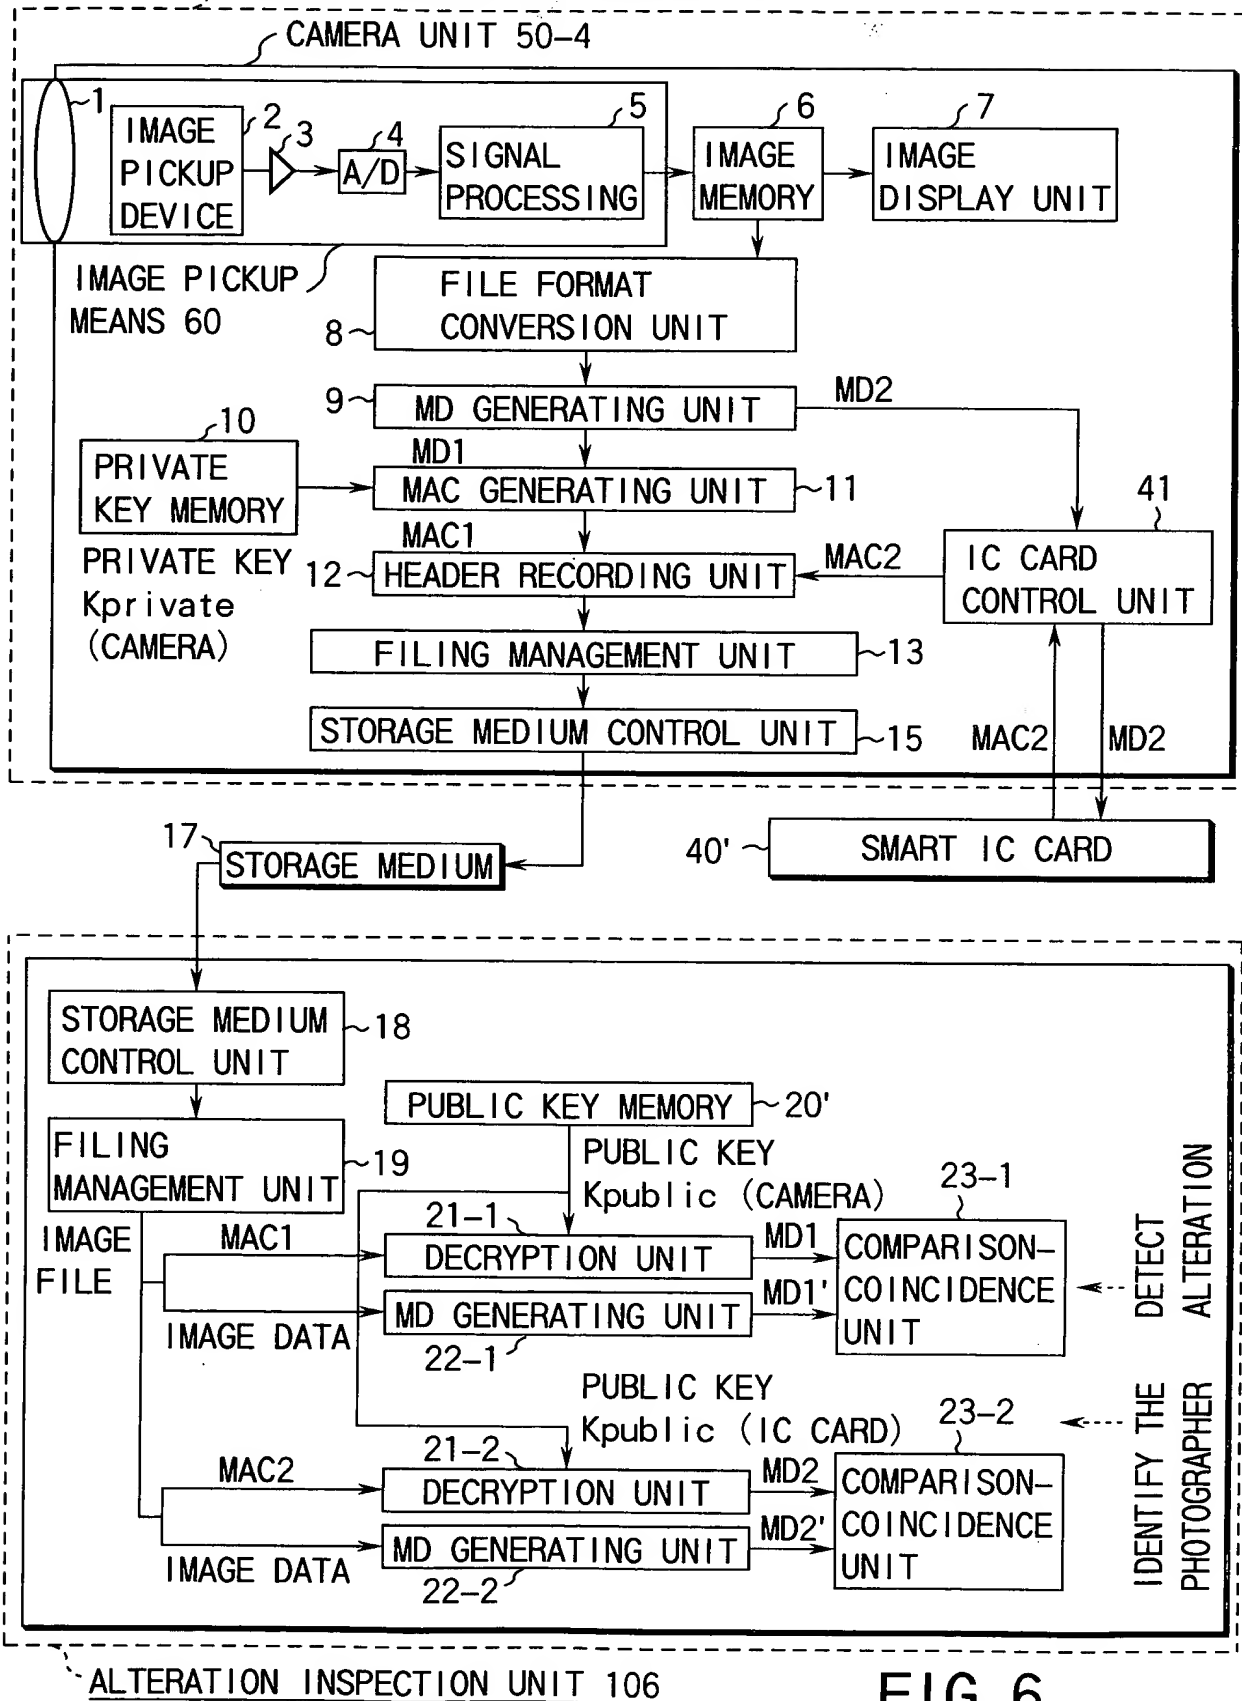 CAMERA UNIT 50-4
1
IMAGE
PICKUP
DEVICE
2
3
4
A/D
5
SIGNAL
PROCESSING
6
IMAGE
MEMORY
7
IMAGE
DISPLAY UNIT
IMAGE PICKUP
MEANS 60
FILE FORMAT
CONVERSION UNIT
8
9
MD GENERATING UNIT
MD2
10
PRIVATE
KEY MEMORY
MD1
MAC GENERATING UNIT
11
41
PRIVATE KEY
Kprivate
(CAMERA)
MAC1
12
HEADER RECORDING UNIT
MAC2
IC CARD
CONTROL UNIT
FILING MANAGEMENT UNIT
13
STORAGE MEDIUM CONTROL UNIT
15
MAC2
MD2
17
STORAGE MEDIUM
40'
SMART IC CARD
STORAGE MEDIUM
CONTROL UNIT
18
PUBLIC KEY MEMORY
20'
FILING
MANAGEMENT UNIT
19
PUBLIC KEY
Kpublic (CAMERA)
23-1
IMAGE
FILE
MAC1
21-1
DECRYPTION UNIT
MD1
COMPARISON-
COINCIDENCE
UNIT
DETECT
ALTERATION
IMAGE DATA
MD GENERATING UNIT
MD1'
22-1
PUBLIC KEY
Kpublic (IC CARD)
23-2
MAC2
21-2
DECRYPTION UNIT
MD2
COMPARISON-
COINCIDENCE
UNIT
IDENTIFY THE
PHOTOGRAPHER
IMAGE DATA
MD GENERATING UNIT
MD2'
22-2
ALTERATION INSPECTION UNIT 106
FIG.6